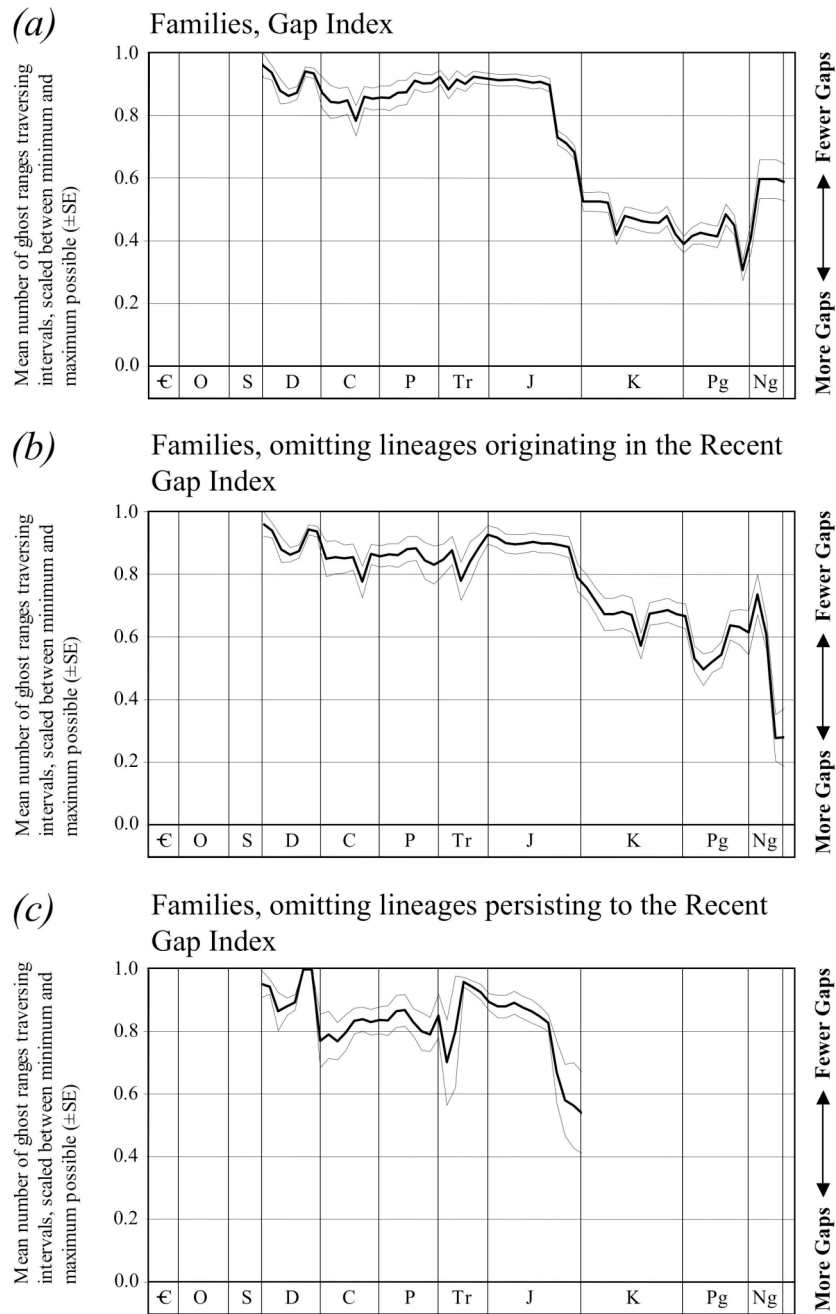 (a)
Families, Gap Index
Mean number of ghost ranges traversing
intervals, scaled between minimum and
maximum possible (±SE)
1.0
0.8
0.6
0.4
0.2
0.0
Є O S D C P Tr J K Pg Ng
More Gaps Fewer Gaps
(b)
Families, omitting lineages originating in the Recent
Gap Index
Mean number of ghost ranges traversing
intervals, scaled between minimum and
maximum possible (±SE)
1.0
0.8
0.6
0.4
0.2
0.0
Є O S D C P Tr J K Pg Ng
More Gaps Fewer Gaps
(c)
Families, omitting lineages persisting to the Recent
Gap Index
Mean number of ghost ranges traversing
intervals, scaled between minimum and
maximum possible (±SE)
1.0
0.8
0.6
0.4
0.2
0.0
Є O S D C P Tr J K Pg Ng
More Gaps Fewer Gaps